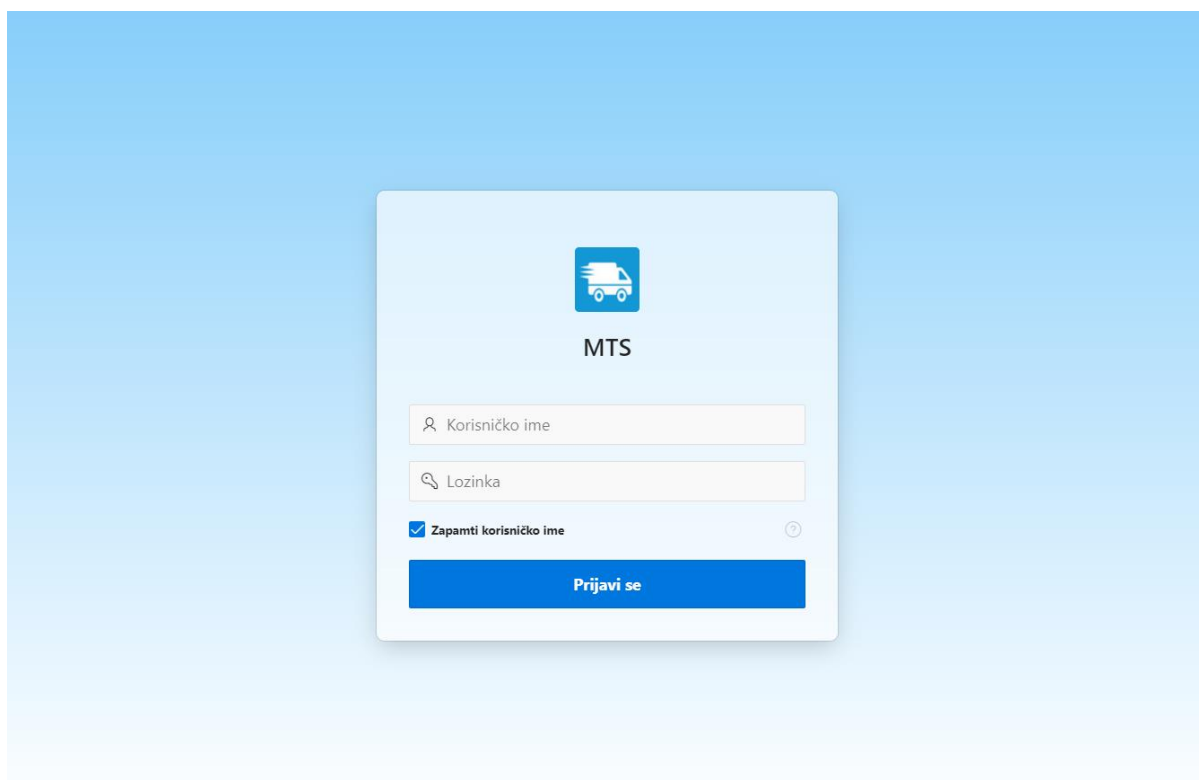 MTS
Korisničko ime
Lozinka
Zapamti korisničko ime
?
Prijavi se